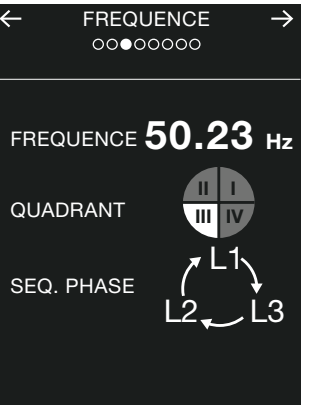 ← FREQUENCE →
FREQUENCE 50.23 Hz
II I
QUADRANT
III IV
L1
SEQ. PHASE
L2 L3